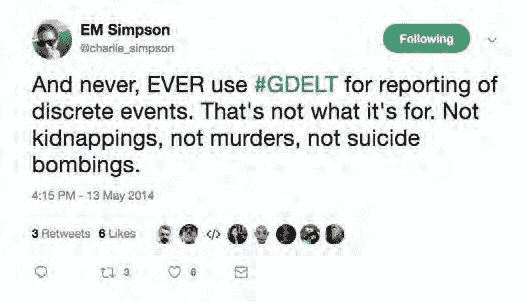 EM Simpson
@charlie_simpson
Following
And never, EVER use #GDELT for reporting of
discrete events. That's not what it's for. Not
kidnappings, not murders, not suicide
bombings.
4:15 PM - 13 May 2014
3 Retweets 6 Likes
3 6